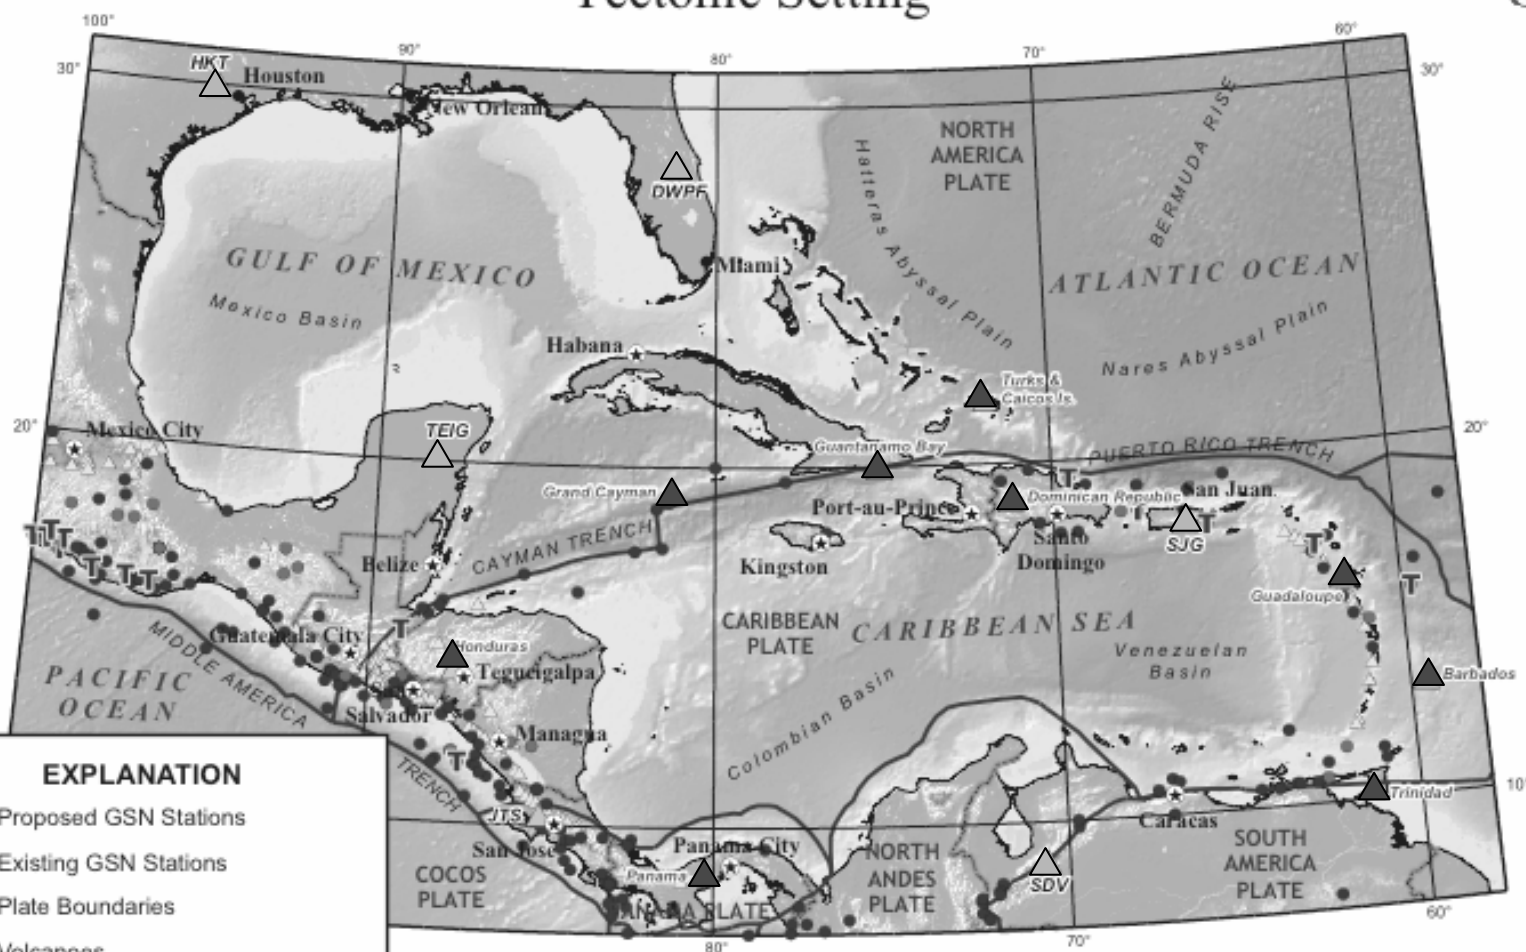 Tectonic Setting
100°
90°
80°
70°
60°
30°
30°
HKT
Houston
New Orleans
NORTH
AMERICA
PLATE
BERMUDA RISE
Hatteras Abyssal Plain
DWPF
GULF OF MEXICO
Mexico Basin
Miami
ATLANTIC OCEAN
Nares Abyssal Plain
Habana
Turks &
Caicos Is.
20°
20°
Mexico City
TEIG
Guantanamo Bay
PUERTO RICO TRENCH
Grand Cayman
Port-au-Prince
Dominican Republic
San Juan
T
T
T
T
T
T
T
T
T
T
T
T
T
CAYMAN TRENCH
Belize
Kingston
Santo
Domingo
SJG
Guadaloupe
CARIBBEAN
PLATE
CARIBBEAN SEA
Guatemala City
Honduras
Tegucigalpa
Venezuelan
Basin
Barbados
MIDDLE AMERICA
TRENCH
PACIFIC
OCEAN
San
Salvador
Managua
Colombian Basin
Trinidad
10°
JTS
San Jose
Panama City
Panama
Caracas
COCOS
PLATE
PANAMA PLATE
NORTH
ANDES
PLATE
SDV
SOUTH
AMERICA
PLATE
80°
70°
60°
EXPLANATION
Proposed GSN Stations
Existing GSN Stations
Plate Boundaries
Volcanoes